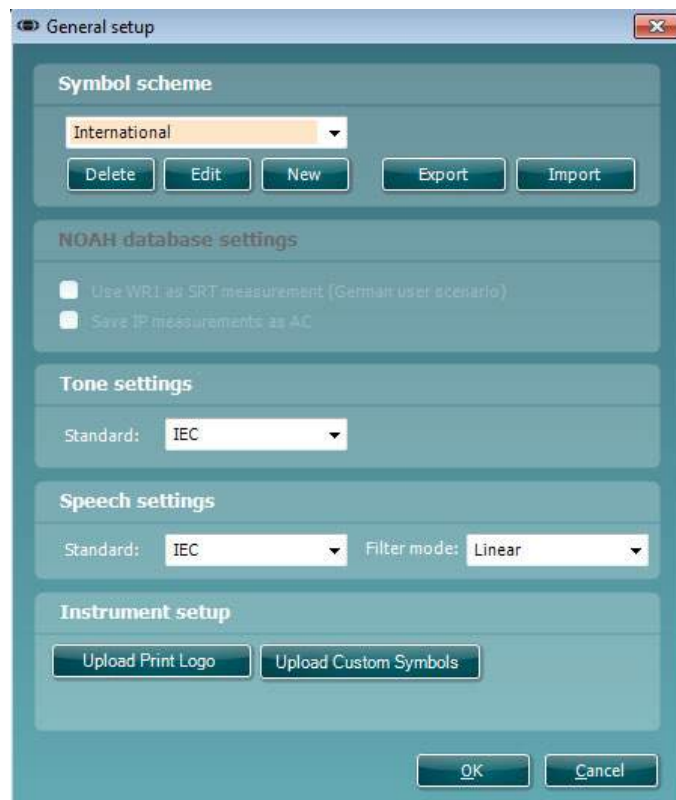 General setup
Symbol scheme
International
Delete Edit New Export Import
NOAH database settings
Use WR1 as SRT measurement (German user scenario)
Save IP measurements as AC
Tone settings
Standard: IEC
Speech settings
Standard: IEC Filter mode: Linear
Instrument setup
Upload Print Logo Upload Custom Symbols
OK Cancel